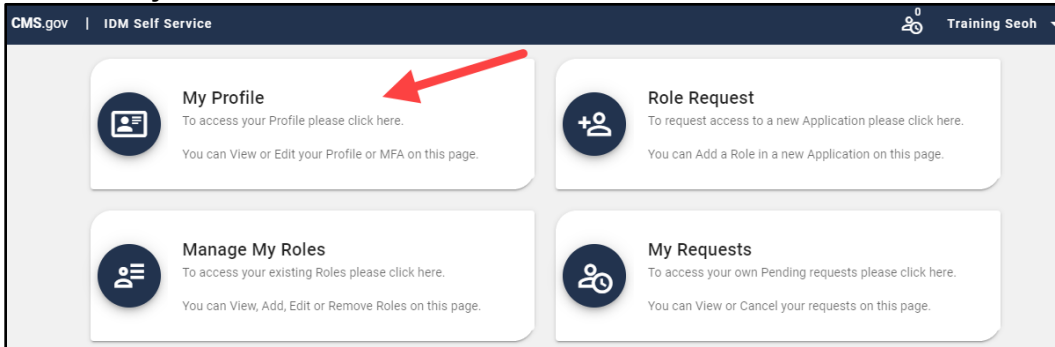 CMS.gov | IDM Self Service
0
Training Seoh
My Profile
To access your Profile please click here.
You can View or Edit your Profile or MFA on this page.
Role Request
To request access to a new Application please click here.
You can Add a Role in a new Application on this page.
Manage My Roles
To access your existing Roles please click here.
You can View, Add, Edit or Remove Roles on this page.
My Requests
To access your own Pending requests please click here.
You can View or Cancel your requests on this page.